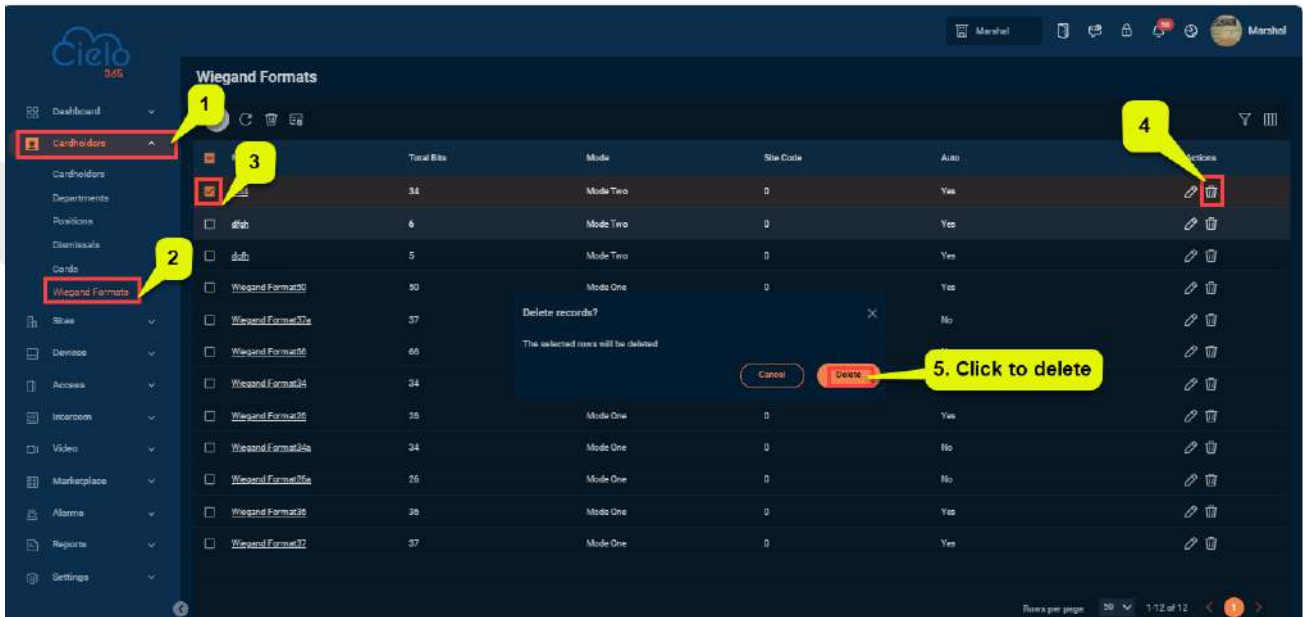 Cielo
365
Marshal
Marshal
Wiegand Formats
Dashboard
Cardholders
Cardholders
Departments
Positions
Dismissals
Cards
Wiegand Formats
Sites
Devices
Access
Intercom
Video
Marketplace
Alarms
Reports
Settings
1
2
3
4
5. Click to delete
Total Bits Mode Site Code Auto Actions
34 Mode Two 0 Yes
dfgh 6 Mode Two 0 Yes
5 Mode Two 0 Yes
Wiegand Format50 50 Mode One 0 Yes
Wiegand Format37a 37 No
Wiegand Format66 66
Wiegand Format34 34
Wiegand Format26 26 Mode One 0 Yes
Wiegand Format34a 34 Mode One 0 No
Wiegand Format26a 26 Mode One 0 No
Wiegand Format36 36 Mode One 0 Yes
Wiegand Format37 37 Mode One 0 Yes
Delete records?
The selected rows will be deleted
Cancel Delete
Rows per page: 50 1-12 of 12 1